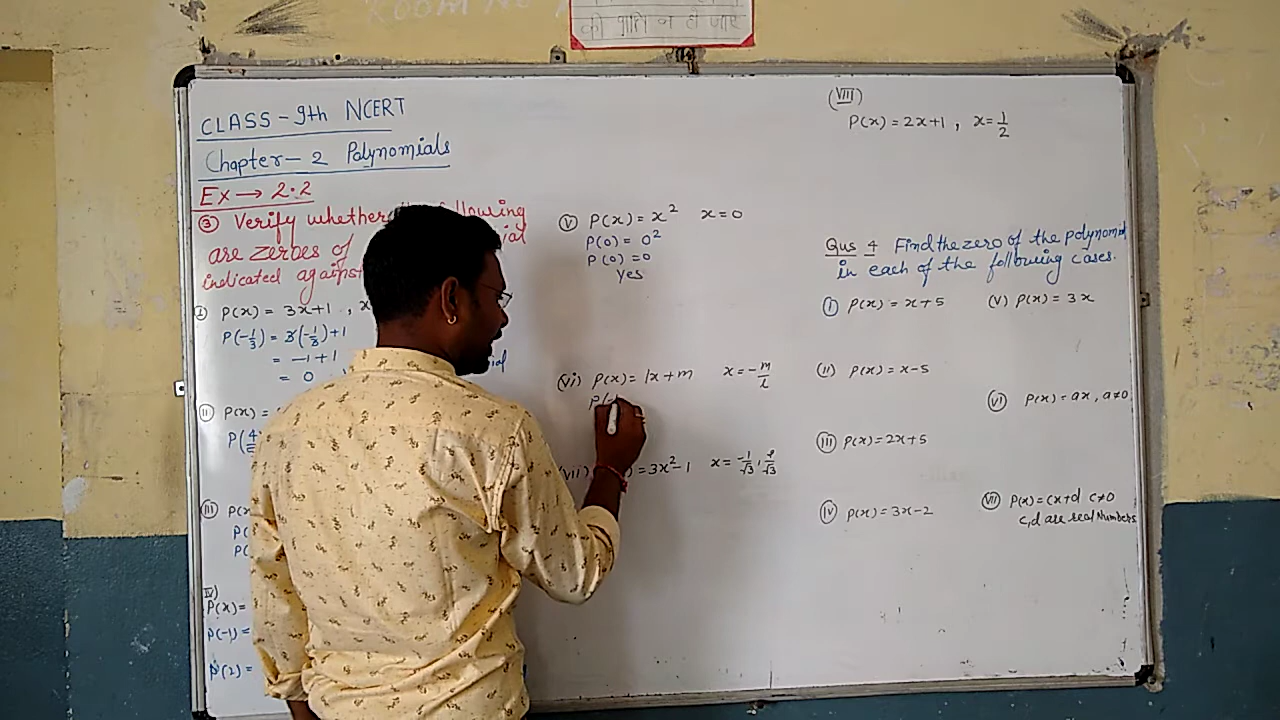 ROOM NO
की शांति न हो जाए
CLASS - 9th NCERT
Chapter - 2 Polynomials
Ex → 2.2
③ Verify whether following
are zeroes of
indicated against
I P(x) = 3x+1 , x
P(-1/3) = 3(-1/3)+1
= -1+1
= 0
II P(x) =
P(4/5
III P(x
P(
P(
IV)
P(x) =
P(-1) =
P(2) =
V P(x) = x² x=0
P(0) = 0²
P(0) = 0
Yes
(Vi) P(x) = lx+m x = -m/l
P(-
(vii) = 3x²-1 x = -1/√3,
(VIII)
P(x) = 2x+1 , x = 1/2
Qus 4 Find the zero of the polynomial
in each of the following cases.
I P(x) = x+5 (V) P(x) = 3x
(II) P(x) = x-5
VI P(x) = ax, a≠0
III P(x) = 2x+5
IV P(x) = 3x-2
VII P(x) = cx+d c≠0
c,d are real Numbers